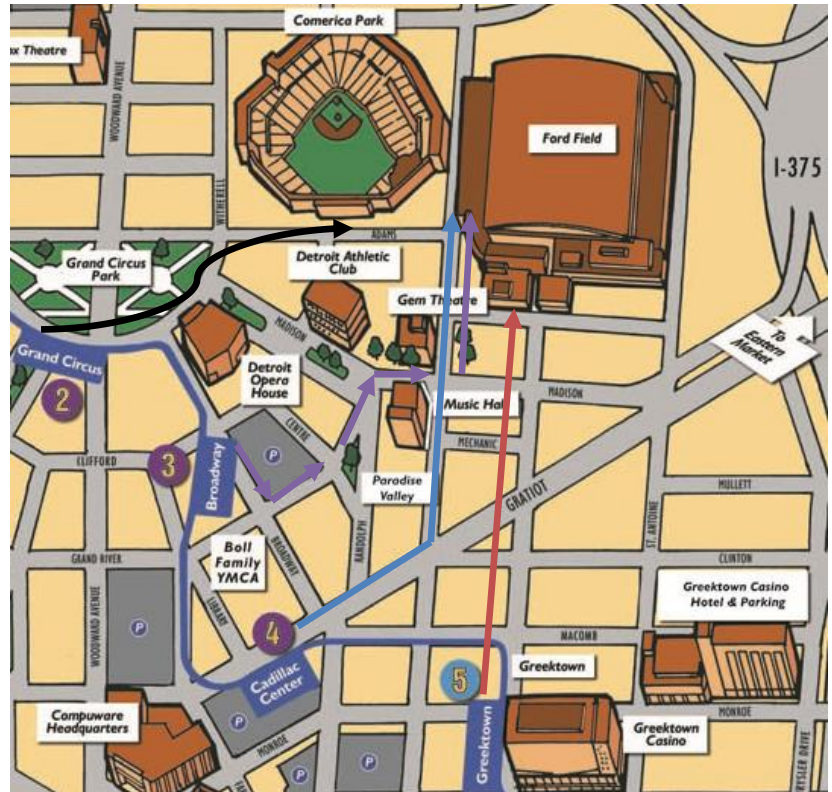 Comerica Park
ox Theatre
WOODWARD AVENUE
Ford Field
I-375
WITHERELL
ADAMS
Grand Circus
Park
Detroit Athletic
Club
Gem Theatre
MADISON
To
Eastern
Market
Grand Circus
Detroit
Opera
House
2
MADISON
Music Hall
CENTRE
P
MECHANIC
3
CLIFFORD
Broadway
Paradise
Valley
GRATIOT
MULLETT
ST. ANTOINE
RANDOLPH
GRAND RIVER
Boll
Family
YMCA
BROADWAY
CLINTON
Greektown Casino
Hotel & Parking
LIBRARY
WOODWARD AVENUE
P
4
MACOMB
Cadillac
Center
5
Greektown
Compuware
Headquarters
P
MONROE
MONROE
Greektown
Greektown
Casino
P
P
RYSLER DRIVE